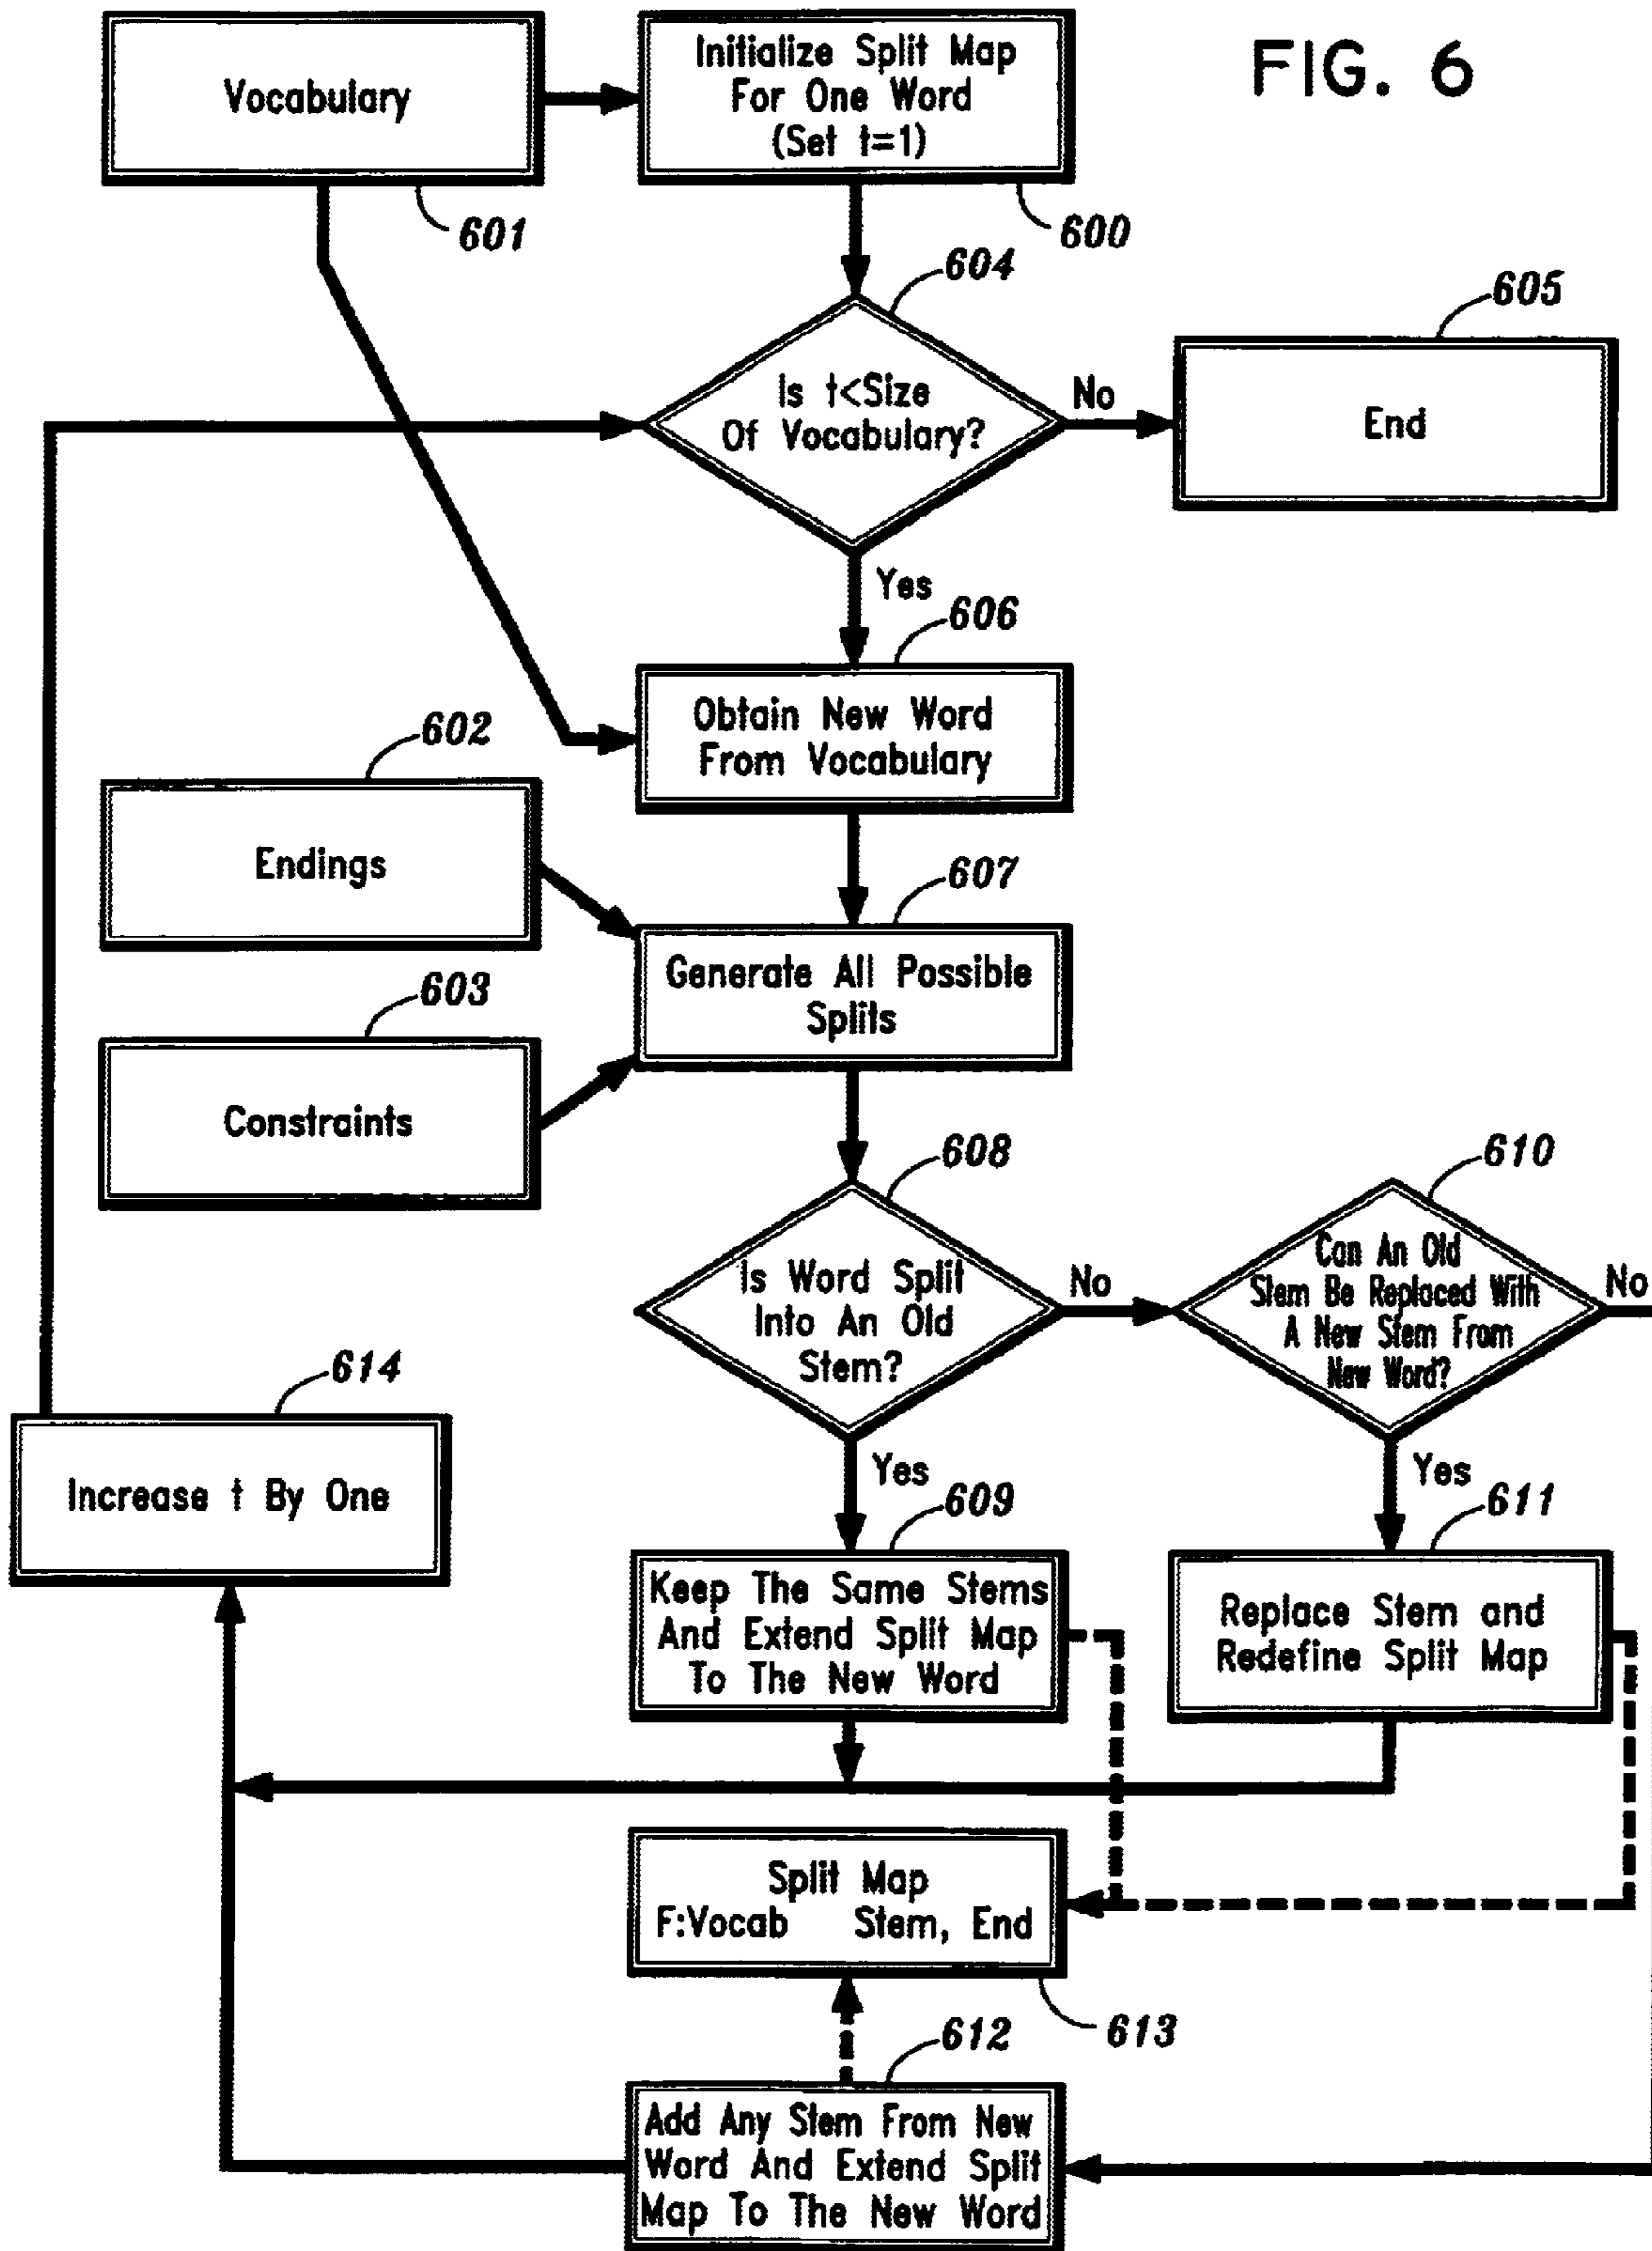 FIG. 6
Vocabulary
601
Initialize Split Map
For One Word
(Set t=1)
600
604
Is t<Size
Of Vocabulary?
No
605
End
Yes
606
Obtain New Word
From Vocabulary
602
Endings
607
Generate All Possible
Splits
603
Constraints
608
Is Word Split
Into An Old
Stem?
No
610
Can An Old
Stem Be Replaced With
A New Stem From
New Word?
No
614
Increase t By One
Yes
609
Keep The Same Stems
And Extend Split Map
To The New Word
Yes
611
Replace Stem and
Redefine Split Map
Split Map
F:Vocab Stem, End
613
612
Add Any Stem From New
Word And Extend Split
Map To The New Word